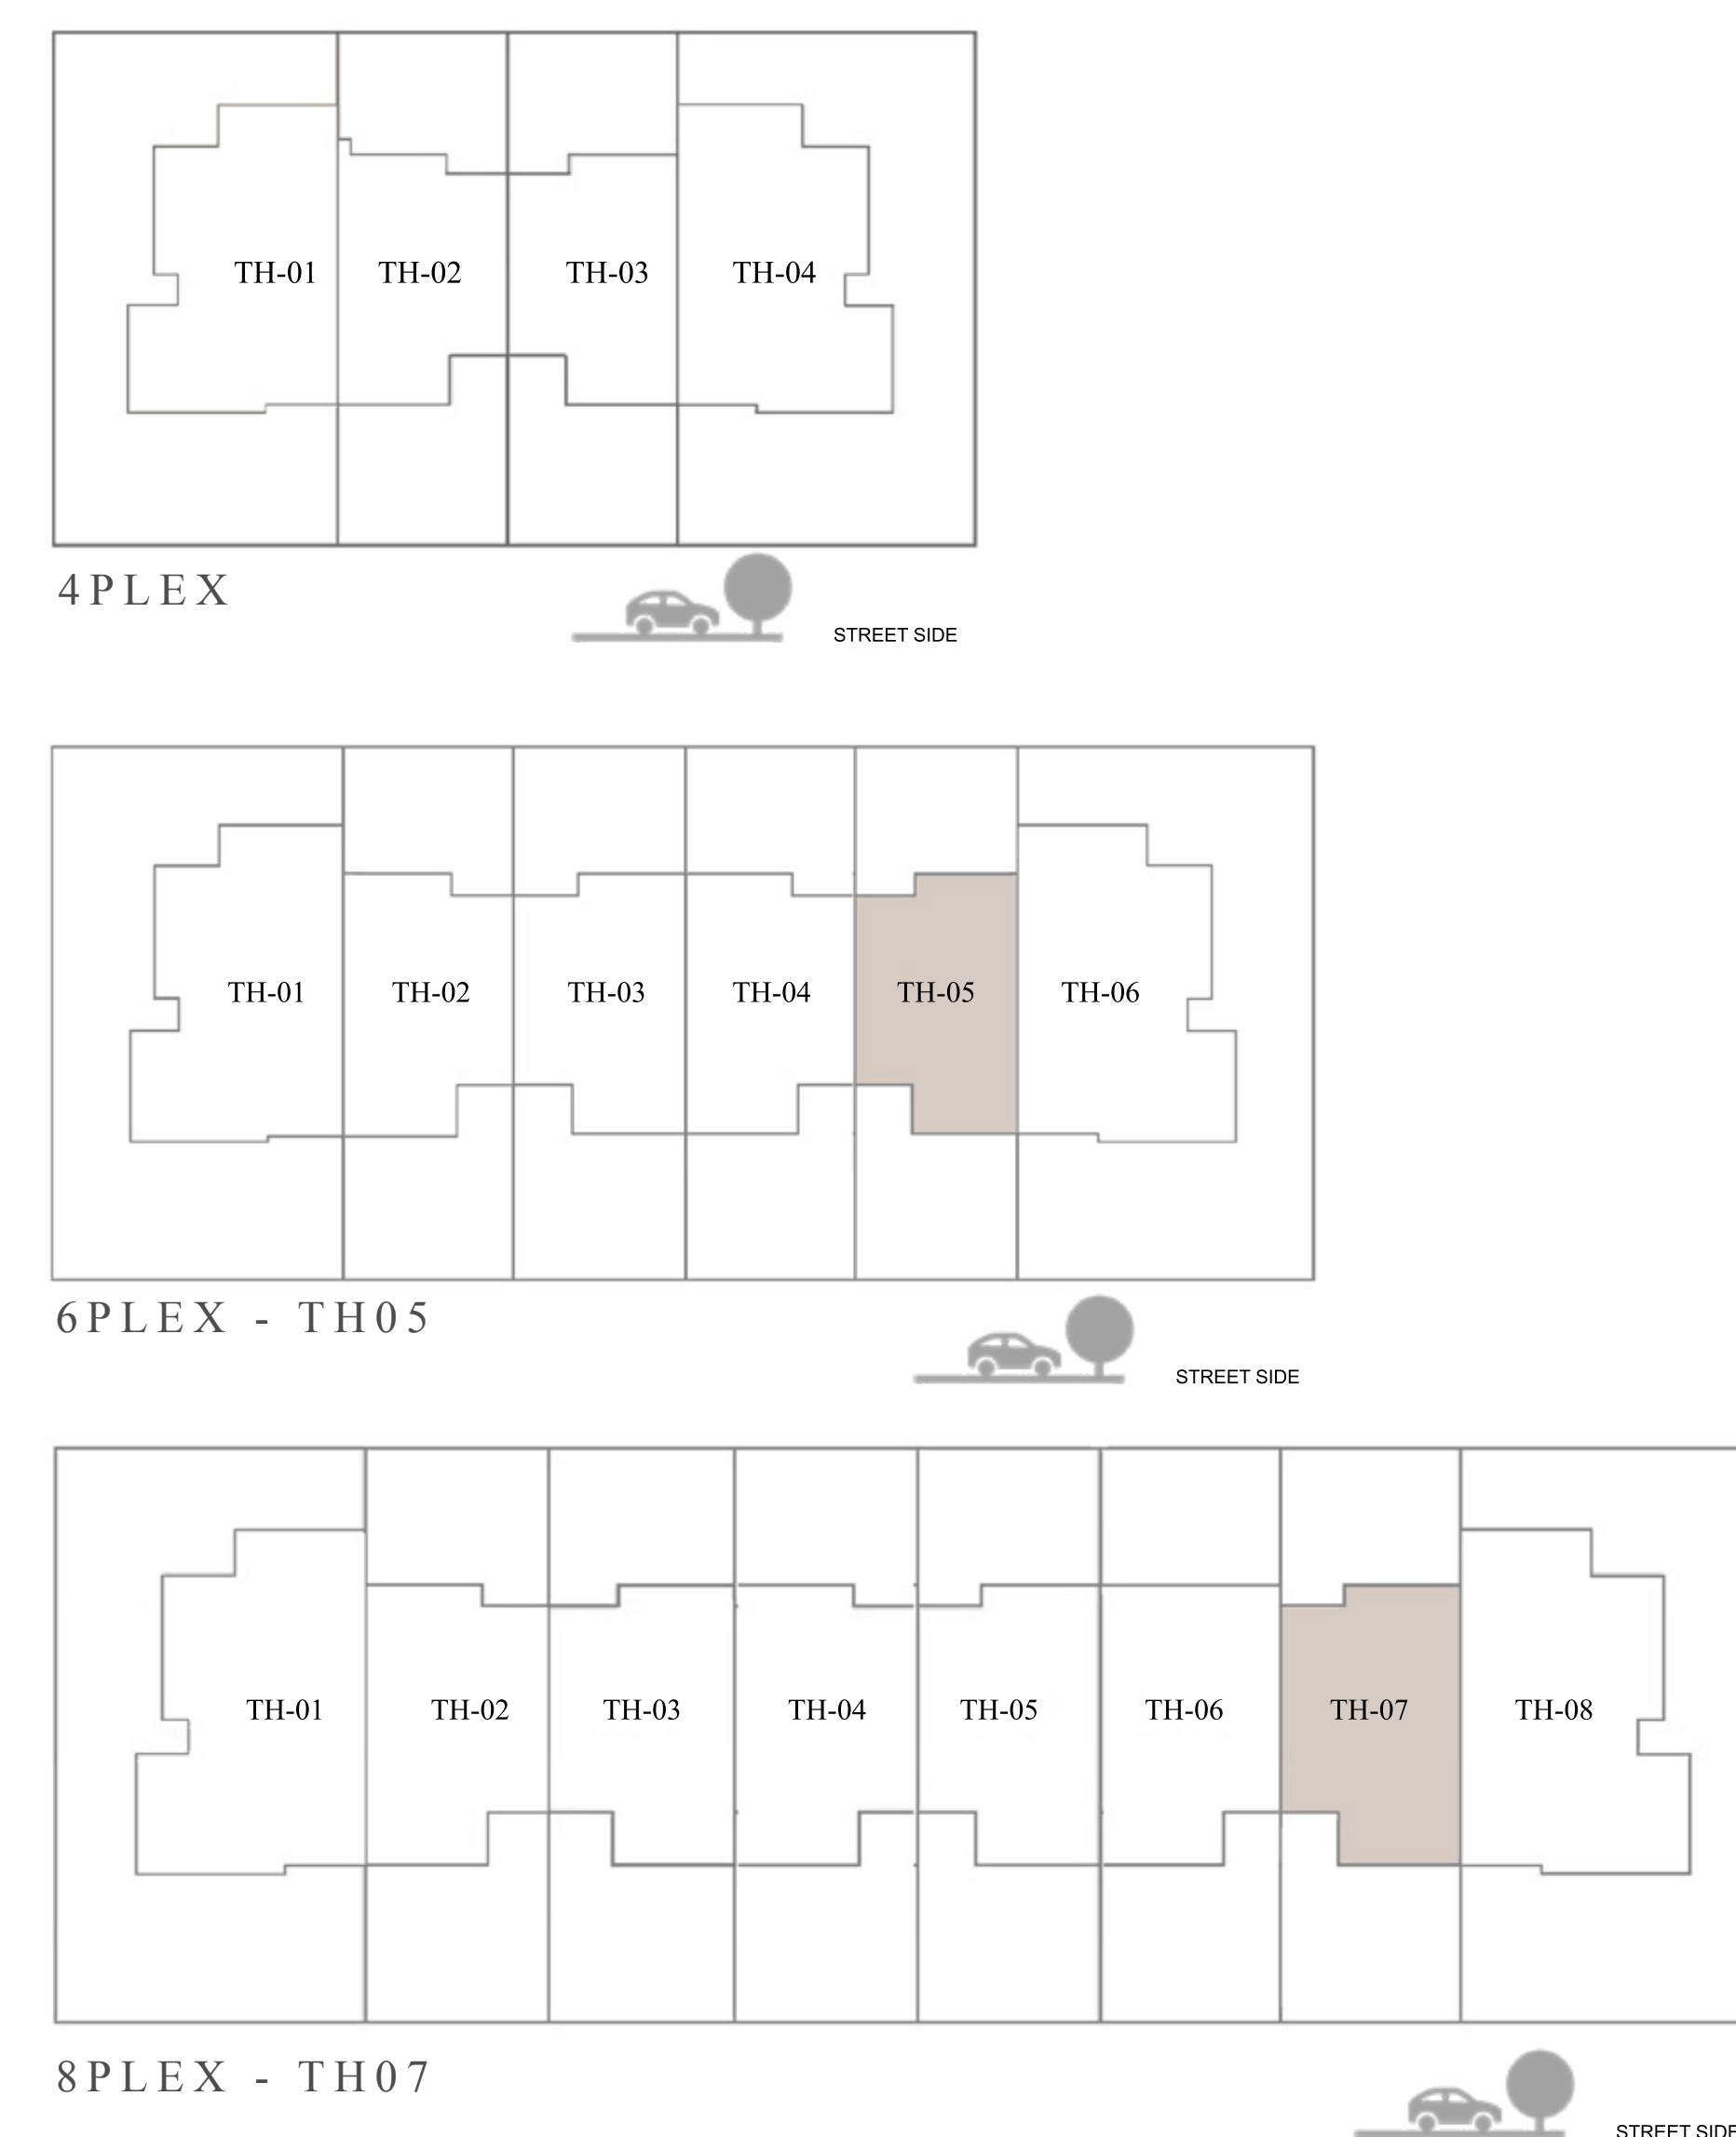 TH-01 TH-02 TH-03 TH-04
4PLEX
STREET SIDE
TH-01 TH-02 TH-03 TH-04 TH-05 TH-06
6PLEX - TH05
STREET SIDE
TH-01 TH-02 TH-03 TH-04 TH-05 TH-06 TH-07 TH-08
8PLEX - TH07
STREET SIDE